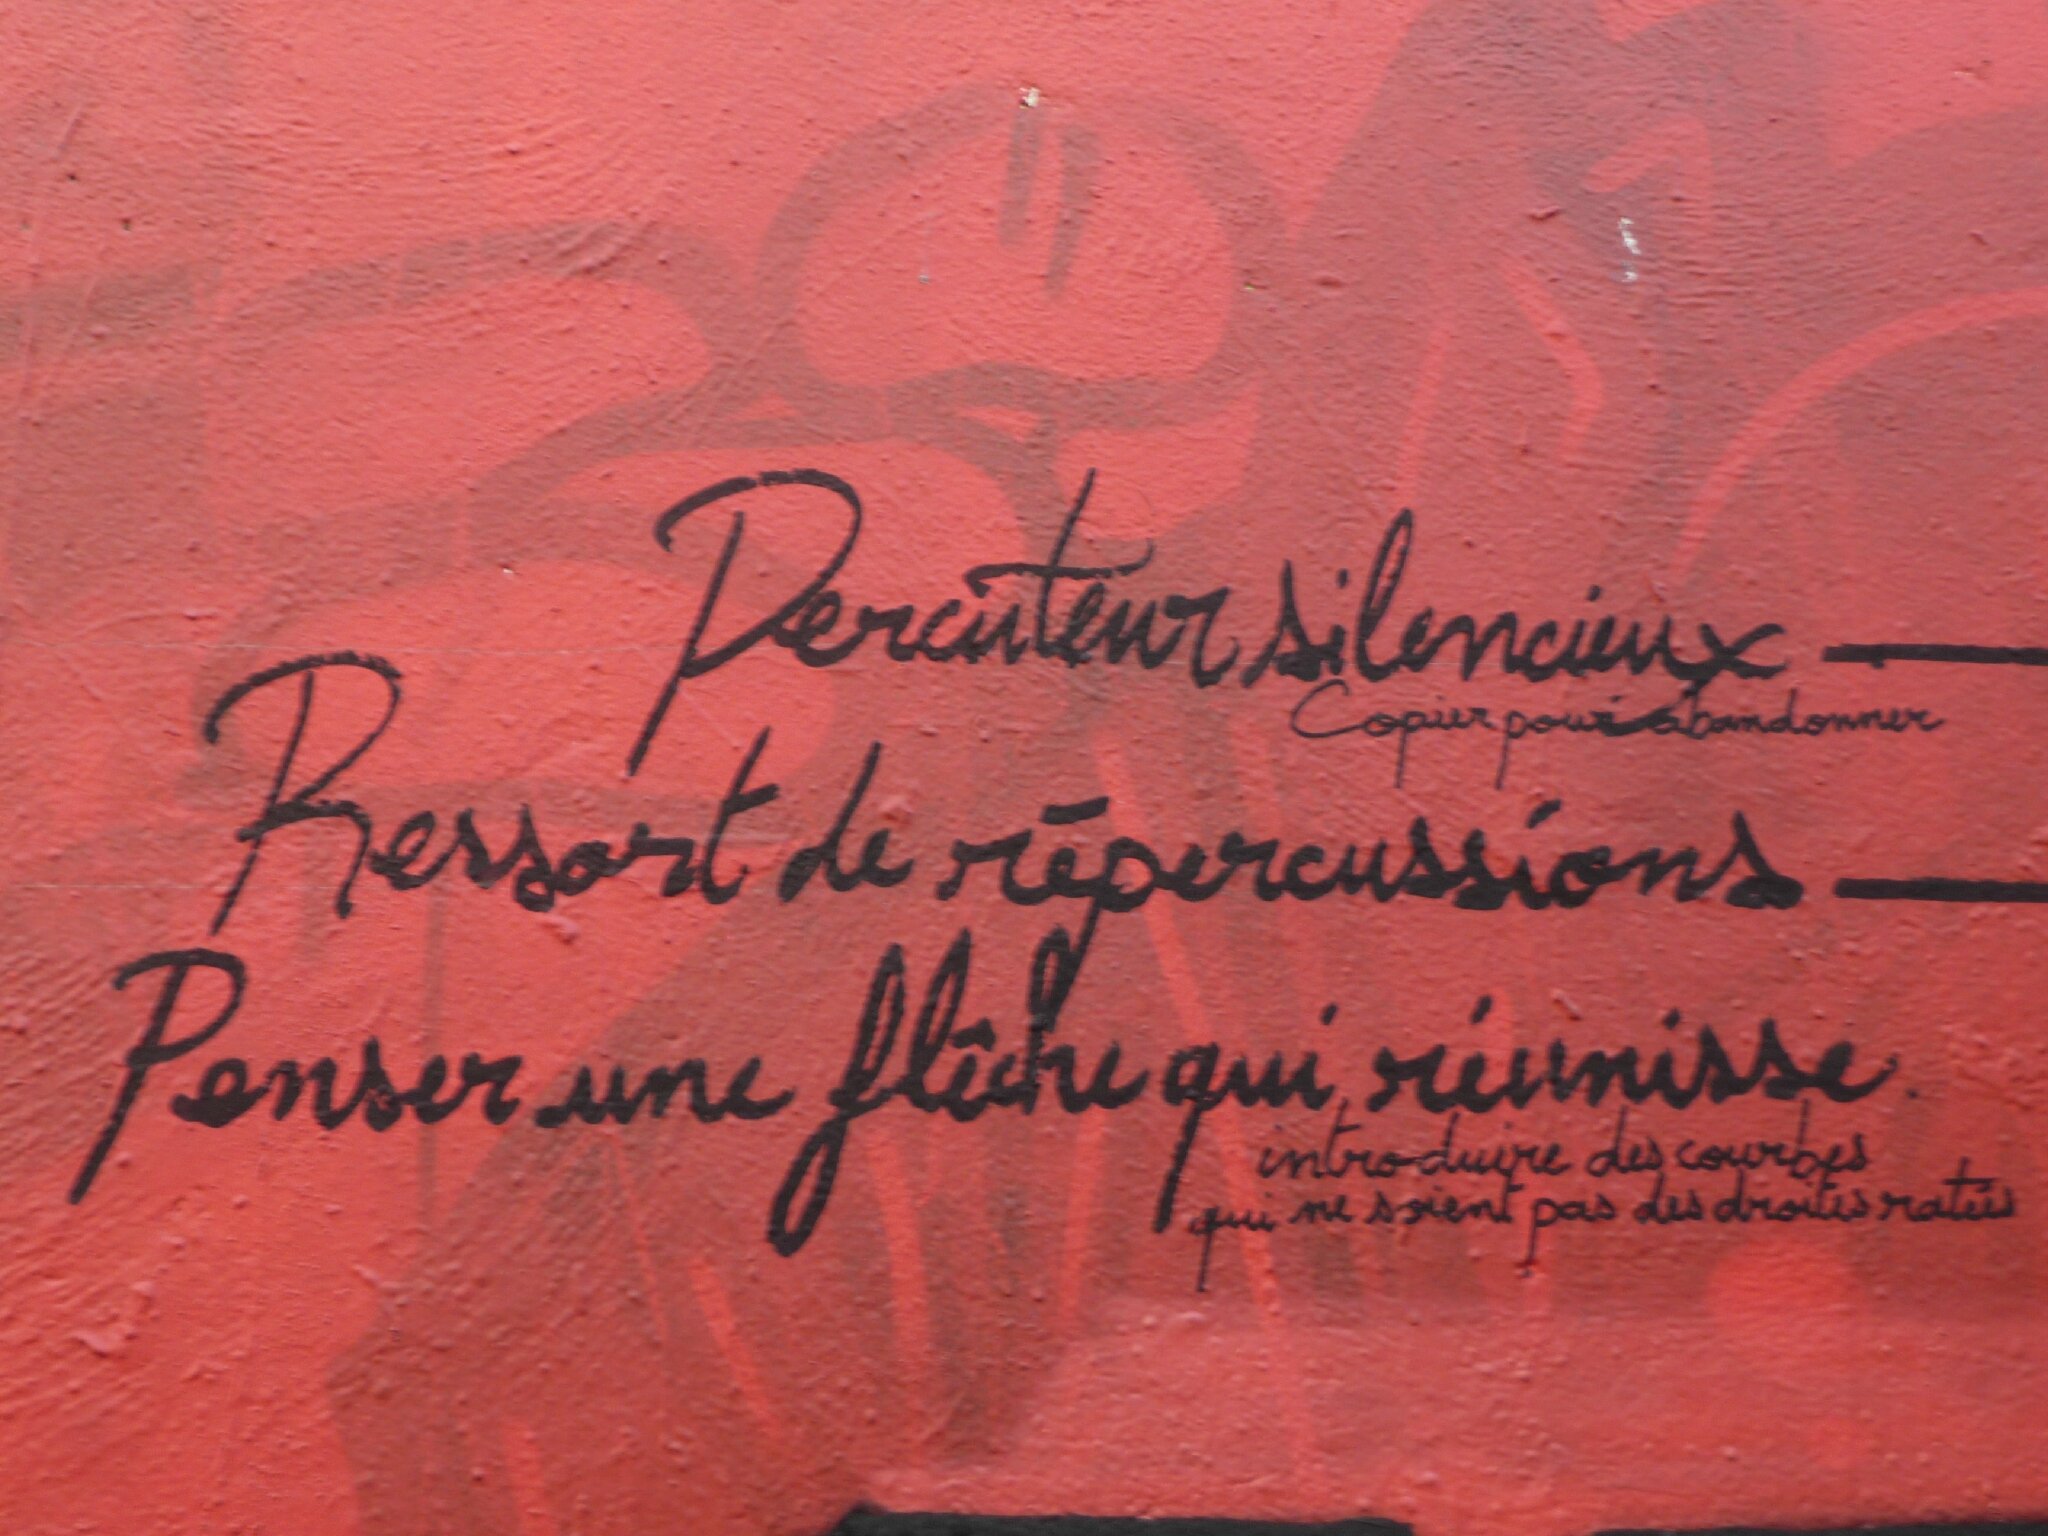 Percuteur silencieux —
Copier pour abandonner
Ressort de répercussions —
Penser une flêche qui réunisse.
introduire des courbes
qui ne soient pas des droites ratées